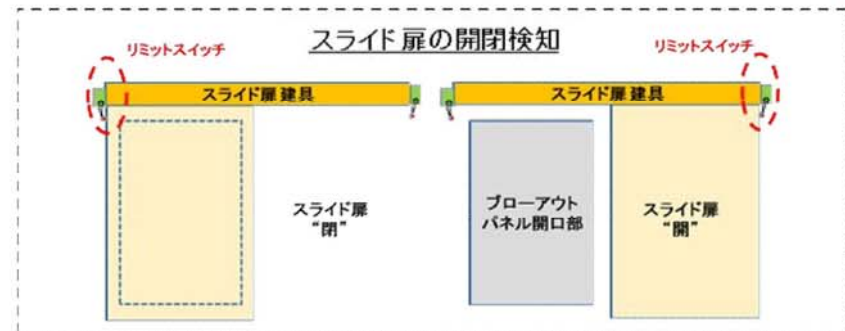 スライド扉の開閉検知
リミットスイッチ
リミットスイッチ
スライド扉建具
スライド扉建具
スライド扉
“閉”
ブローアウト
パネル開口部
スライド扉
“開”